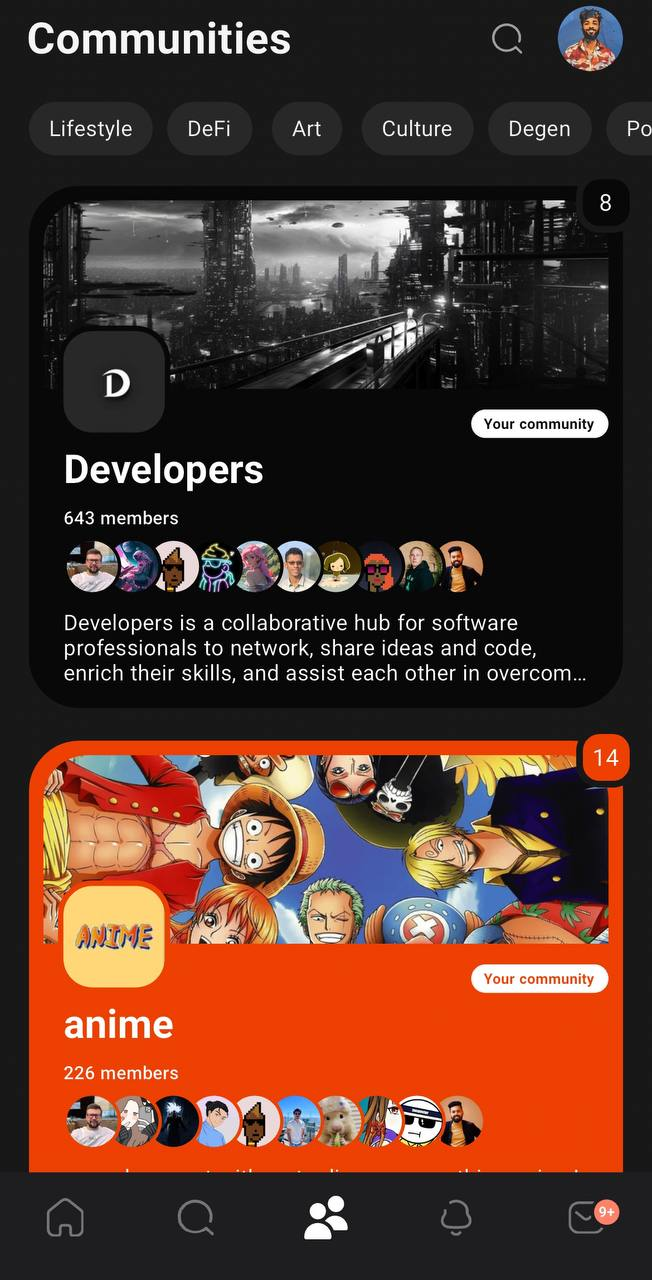 Communities
Lifestyle
DeFi
Art
Culture
Degen
Po
8
D
Your community
Developers
643 members
Developers is a collaborative hub for software
professionals to network, share ideas and code,
enrich their skills, and assist each other in overcom...
14
ANIME
Your community
anime
226 members
9+